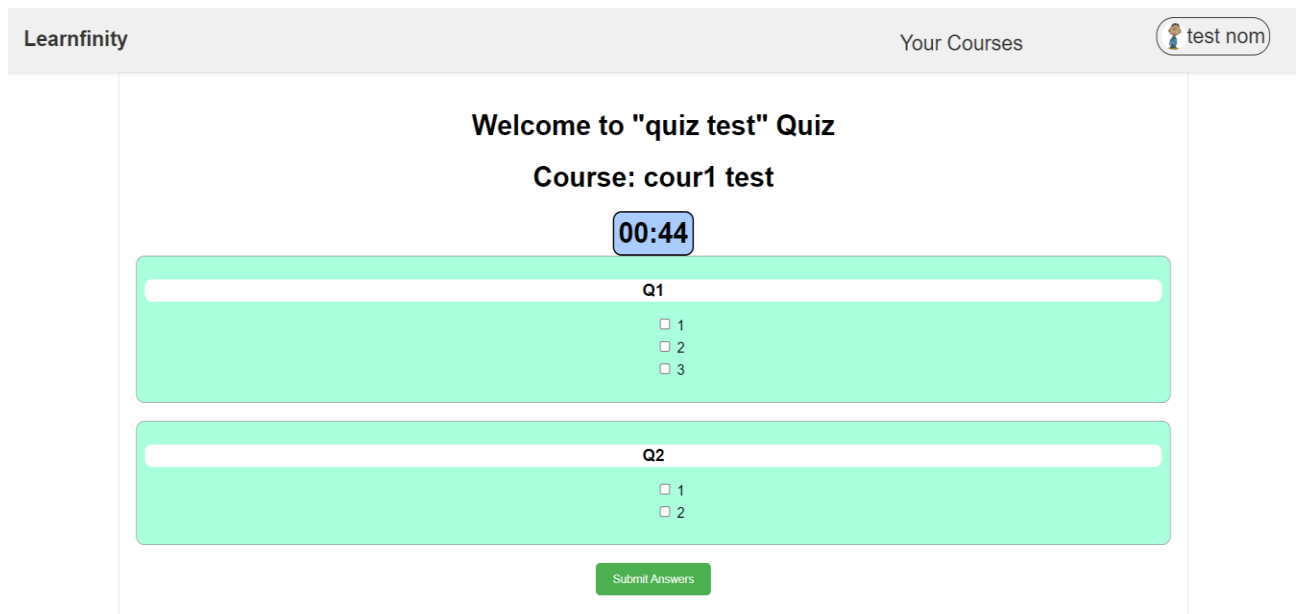 Learnfinity
Your Courses
test nom
Welcome to "quiz test" Quiz
Course: cour1 test
00:44
Q1
1
2
3
Q2
1
2
Submit Answers